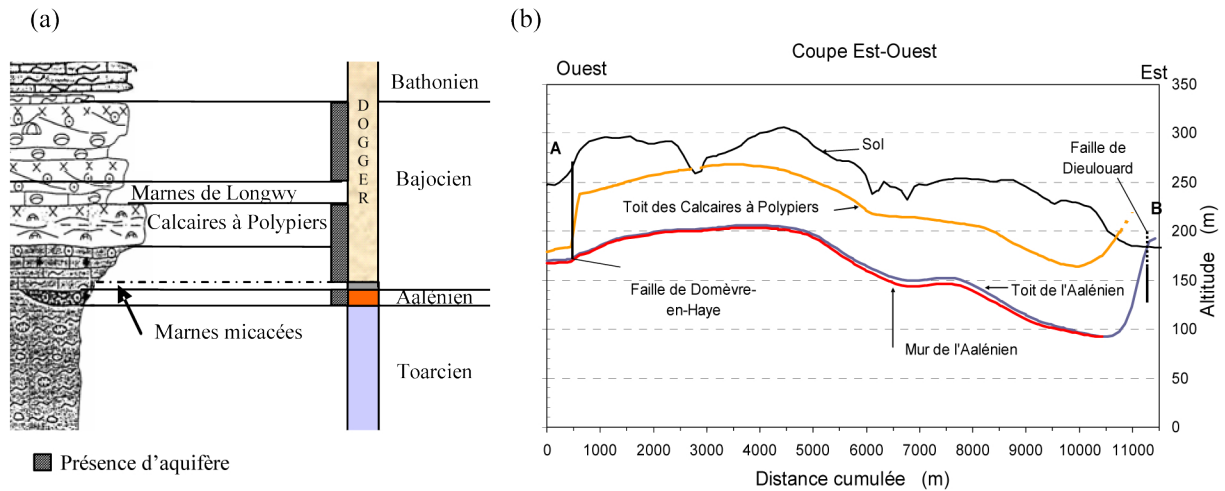 (a)
Bathonien
DOGGER
Bajocien
Marnes de Longwy
Calcaires à Polypiers
Aalénien
Marnes micacées
Toarcien
Présence d'aquifère
(b)
Coupe Est-Ouest
Ouest
Est
A
Sol
Faille de
Dieulouard
B
Toit des Calcaires à Polypiers
Faille de Domèvre-
en-Haye
Toit de l'Aalénien
Mur de l'Aalénien
350
300
250
200
150
100
50
0
Altitude (m)
0 1000 2000 3000 4000 5000 6000 7000 8000 9000 10000 11000
Distance cumulée (m)